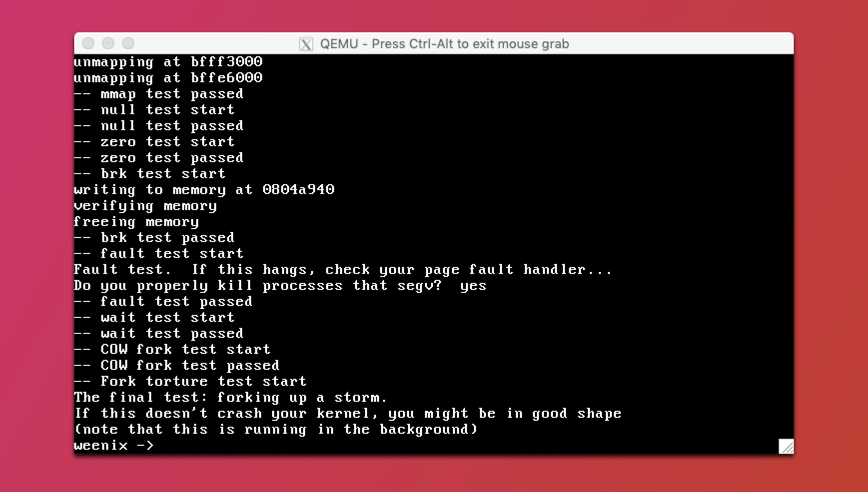 QEMU - Press Ctrl-Alt to exit mouse grab
unmapping at bfff3000
unmapping at bffe6000
-- mmap test passed
-- null test start
-- null test passed
-- zero test start
-- zero test passed
-- brk test start
writing to memory at 0804a940
verifying memory
freeing memory
-- brk test passed
-- fault test start
Fault test.  If this hangs, check your page fault handler...
Do you properly kill processes that segv?  yes
-- fault test passed
-- wait test start
-- wait test passed
-- COW fork test start
-- COW fork test passed
-- Fork torture test start
The final test: forking up a storm.
If this doesn't crash your kernel, you might be in good shape
(note that this is running in the background)
weenix ->